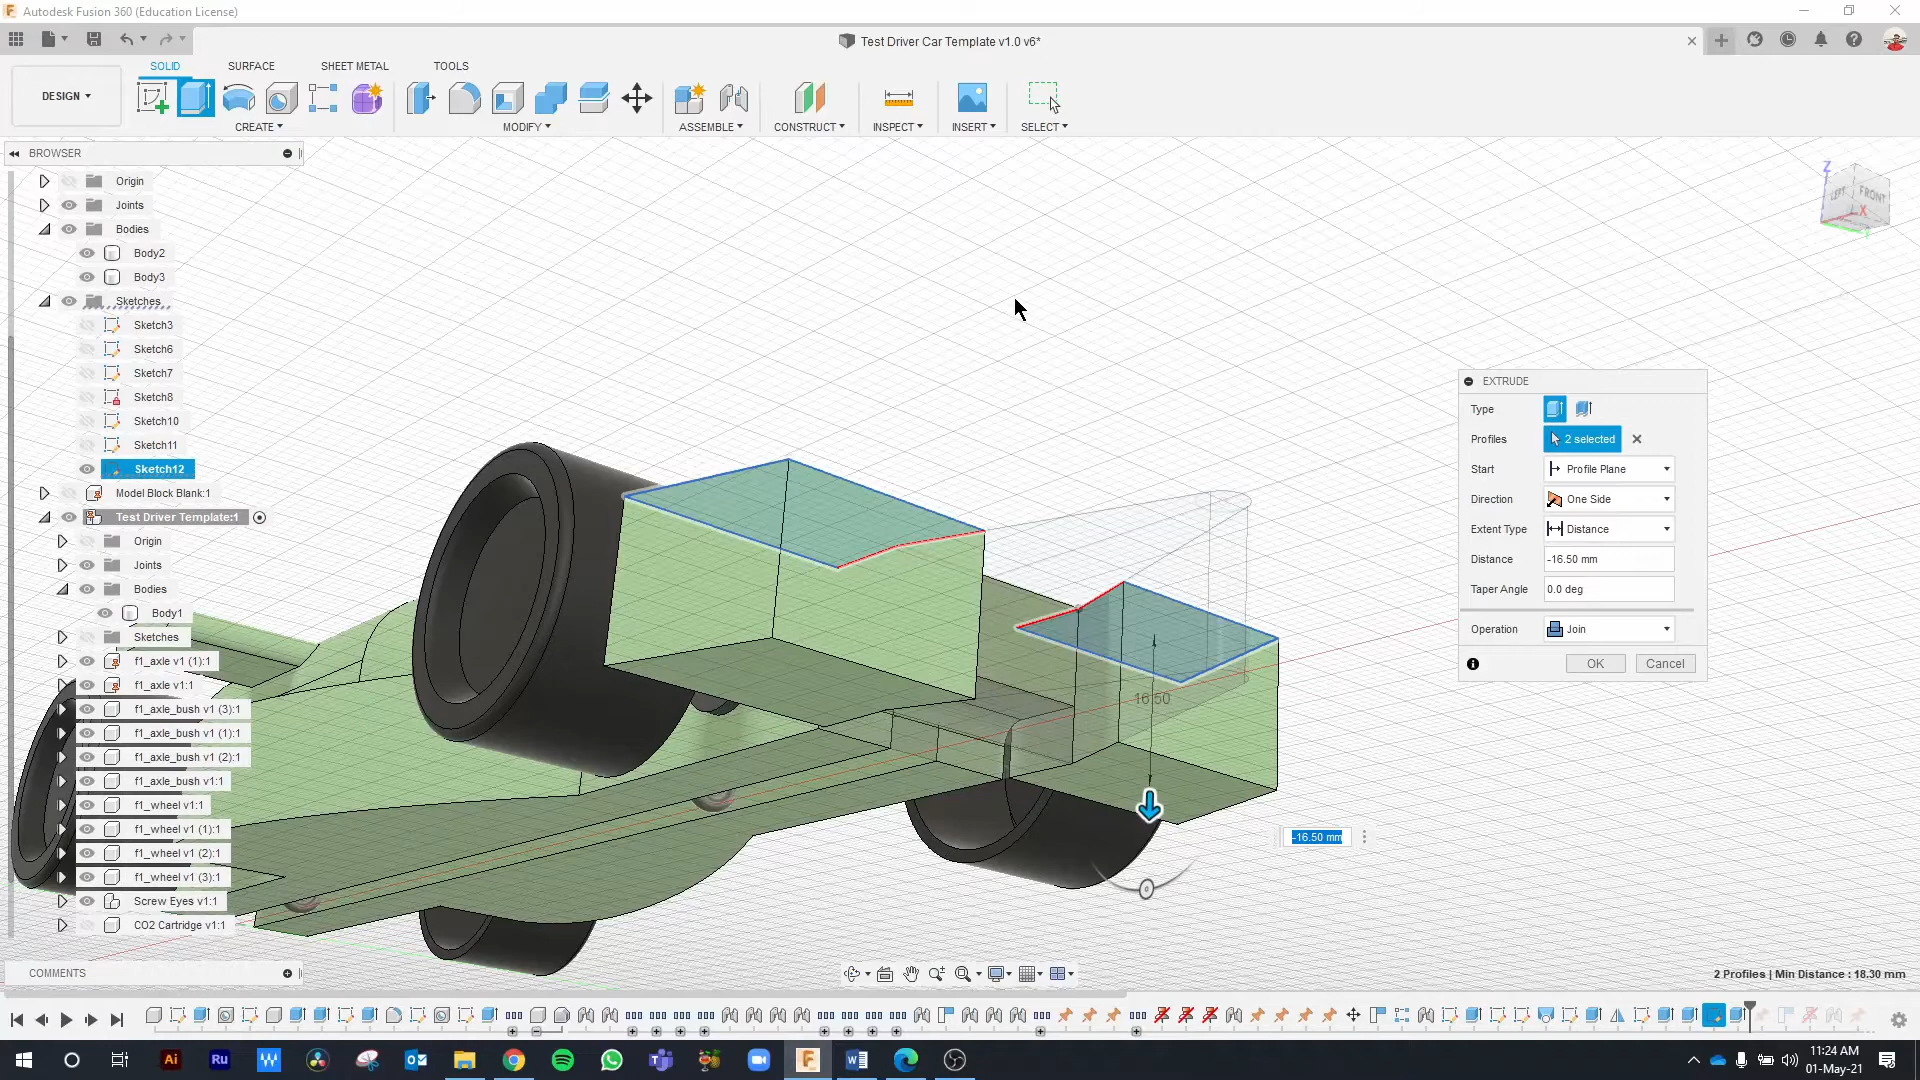 Autodesk Fusion 360 (Education License)
Test Driver Car Template v1.0 v6*
DESIGN
SOLID
SURFACE
SHEET METAL
TOOLS
CREATE
MODIFY
ASSEMBLE
CONSTRUCT
INSPECT
INSERT
SELECT
BROWSER
Origin
Joints
Bodies
Body2
Body3
Sketches
Sketch3
Sketch6
Sketch7
Sketch8
Sketch10
Sketch11
Sketch12
Model Block Blank:1
Test Driver Template:1
Origin
Joints
Bodies
Body1
Sketches
f1_axle v1 (1):1
f1_axle v1:1
f1_axle_bush v1 (3):1
f1_axle_bush v1 (1):1
f1_axle_bush v1 (2):1
f1_axle_bush v1:1
f1_wheel v1:1
f1_wheel v1 (1):1
f1_wheel v1 (2):1
f1_wheel v1 (3):1
Screw Eyes v1:1
CO2 Cartridge v1:1
COMMENTS
Z
LEFT
FRONT
X
EXTRUDE
Type
Profiles
2 selected
Start
Profile Plane
Direction
One Side
Extent Type
Distance
Distance
-16.50 mm
Taper Angle
0.0 deg
Operation
Join
OK
Cancel
16.50
-16.50 mm
2 Profiles | Min Distance : 18.30 mm
Ai
Ru
11:24 AM
01-May-21